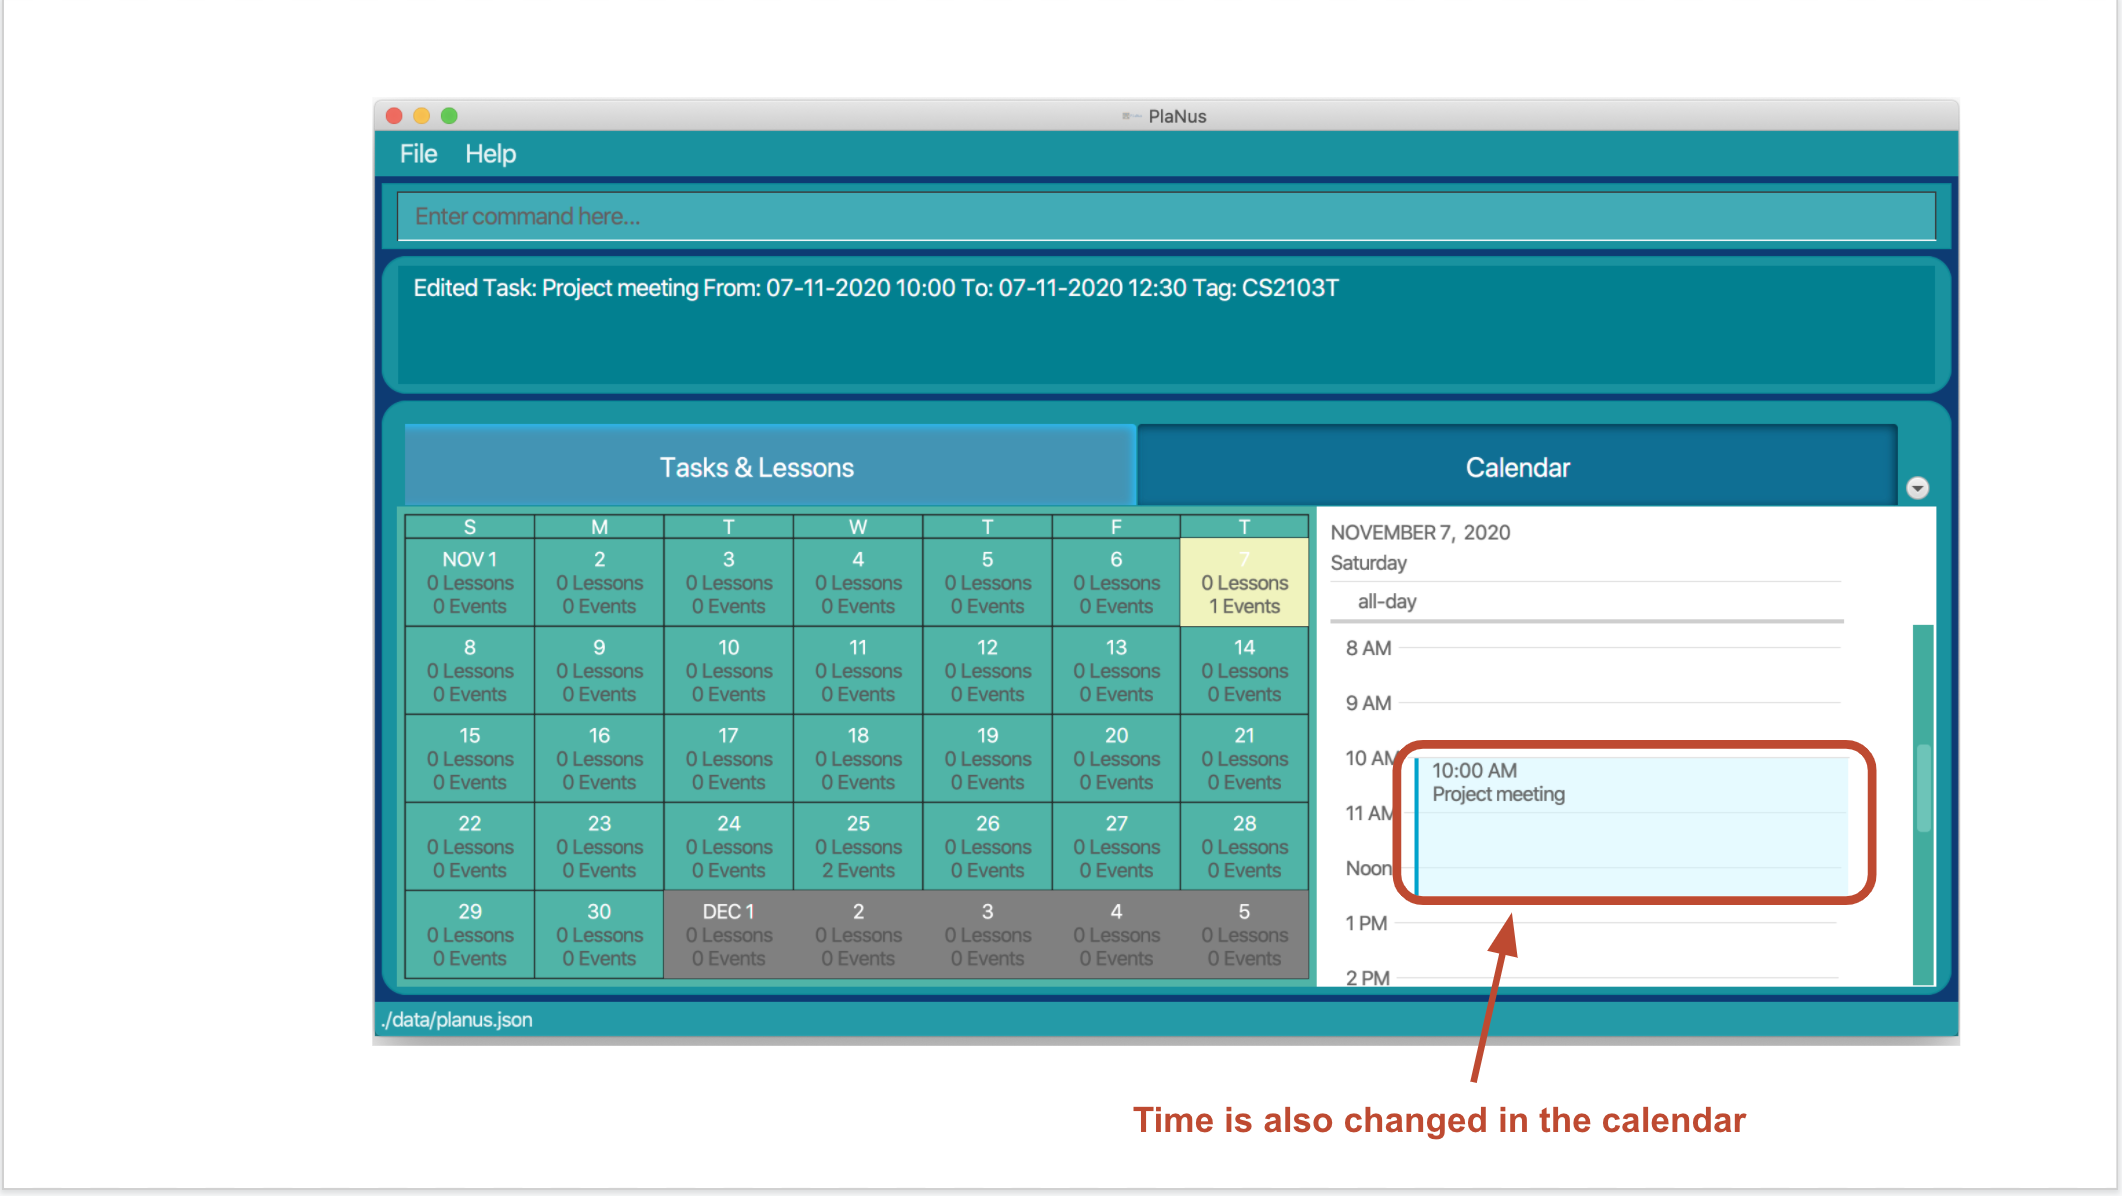 PlaNus
File Help
Enter command here...
Edited Task: Project meeting From: 07-11-2020 10:00 To: 07-11-2020 12:30 Tag: CS2103T
Tasks & Lessons Calendar
S M T W T F T
NOV 1 2 3 4 5 6 7
0 Lessons 0 Lessons 0 Lessons 0 Lessons 0 Lessons 0 Lessons 0 Lessons
0 Events 0 Events 0 Events 0 Events 0 Events 0 Events 1 Events
8 9 10 11 12 13 14
0 Lessons 0 Lessons 0 Lessons 0 Lessons 0 Lessons 0 Lessons 0 Lessons
0 Events 0 Events 0 Events 0 Events 0 Events 0 Events 0 Events
15 16 17 18 19 20 21
0 Lessons 0 Lessons 0 Lessons 0 Lessons 0 Lessons 0 Lessons 0 Lessons
0 Events 0 Events 0 Events 0 Events 0 Events 0 Events 0 Events
22 23 24 25 26 27 28
0 Lessons 0 Lessons 0 Lessons 0 Lessons 0 Lessons 0 Lessons 0 Lessons
0 Events 0 Events 0 Events 2 Events 0 Events 0 Events 0 Events
29 30 DEC 1 2 3 4 5
0 Lessons 0 Lessons 0 Lessons 0 Lessons 0 Lessons 0 Lessons 0 Lessons
0 Events 0 Events 0 Events 0 Events 0 Events 0 Events 0 Events
NOVEMBER 7, 2020
Saturday
all-day
8 AM
9 AM
10 AM
10:00 AM
Project meeting
11 AM
Noon
1 PM
2 PM
./data/planus.json
Time is also changed in the calendar